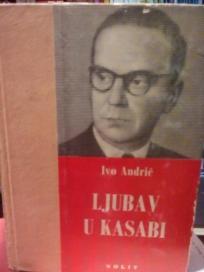 Ivo Andrić
LJUBAV
U KASABI
NOLIT